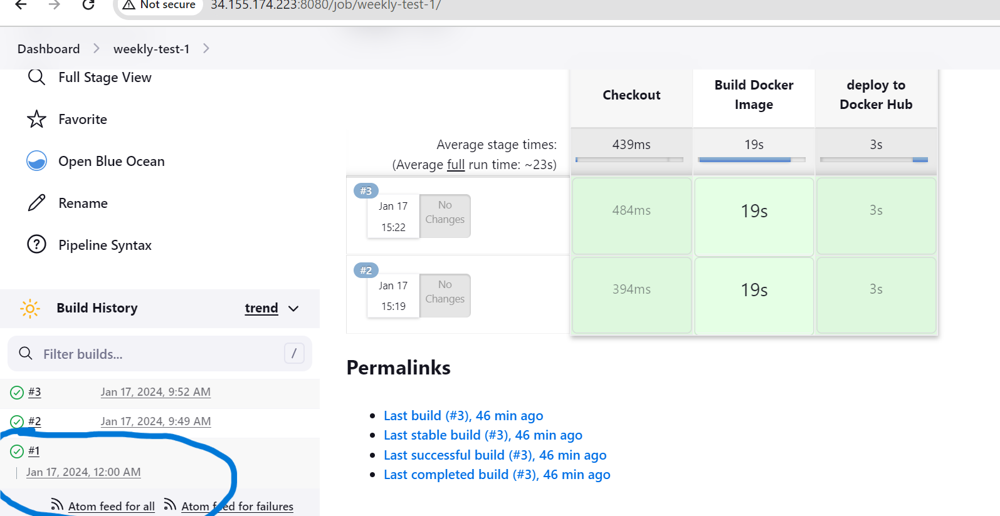 Not secure
34.155.174.223:8080/job/weekly-test-1/
Dashboard
weekly-test-1
Full Stage View
Favorite
Open Blue Ocean
Rename
Pipeline Syntax
Build History
trend
Filter builds...
/
#3
Jan 17, 2024, 9:52 AM
#2
Jan 17, 2024, 9:49 AM
#1
Jan 17, 2024, 12:00 AM
Atom feed for all
Atom feed for failures
Checkout
Build Docker
Image
deploy to
Docker Hub
Average stage times:
(Average full run time: ~23s)
439ms
19s
3s
#3
Jan 17
15:22
No
Changes
484ms
19s
3s
#2
Jan 17
15:19
No
Changes
394ms
19s
3s
Permalinks
Last build (#3), 46 min ago
Last stable build (#3), 46 min ago
Last successful build (#3), 46 min ago
Last completed build (#3), 46 min ago